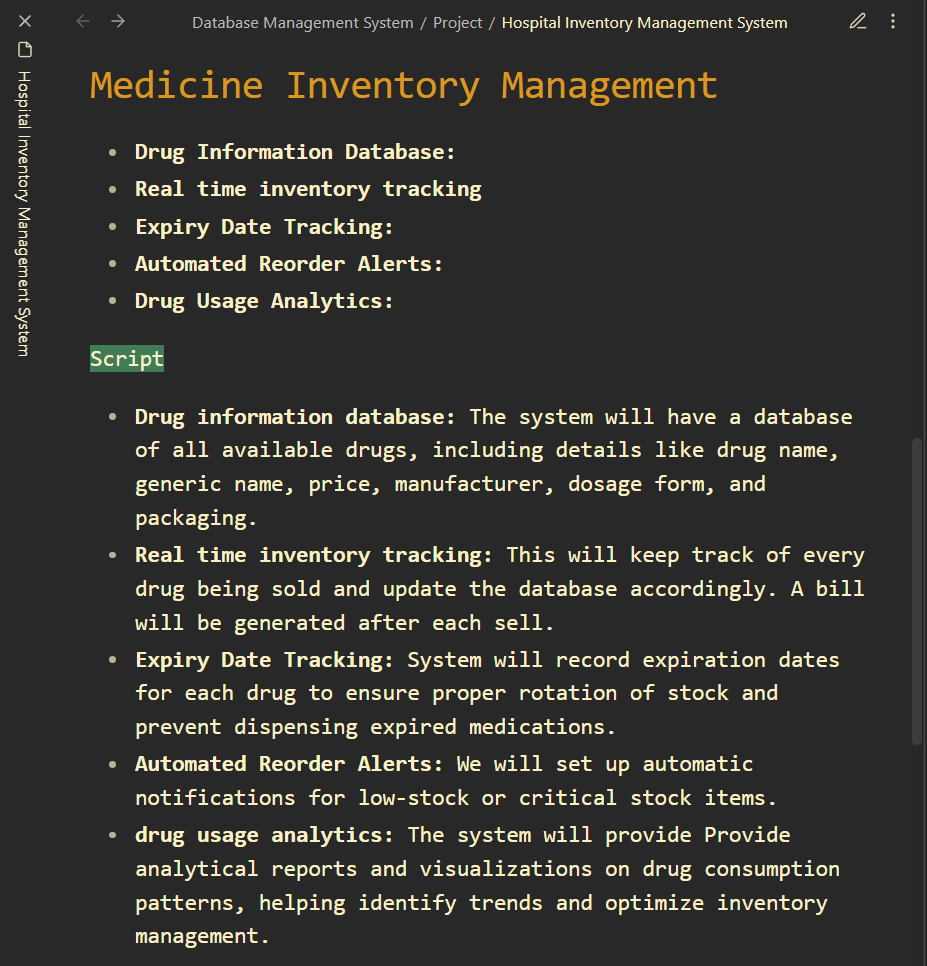 Database Management System / Project / Hospital Inventory Management System
Hospital Inventory Management System
Medicine Inventory Management
Drug Information Database:
Real time inventory tracking
Expiry Date Tracking:
Automated Reorder Alerts:
Drug Usage Analytics:
Script
Drug information database: The system will have a database
of all available drugs, including details like drug name,
generic name, price, manufacturer, dosage form, and
packaging.
Real time inventory tracking: This will keep track of every
drug being sold and update the database accordingly. A bill
will be generated after each sell.
Expiry Date Tracking: System will record expiration dates
for each drug to ensure proper rotation of stock and
prevent dispensing expired medications.
Automated Reorder Alerts: We will set up automatic
notifications for low-stock or critical stock items.
drug usage analytics: The system will provide Provide
analytical reports and visualizations on drug consumption
patterns, helping identify trends and optimize inventory
management.